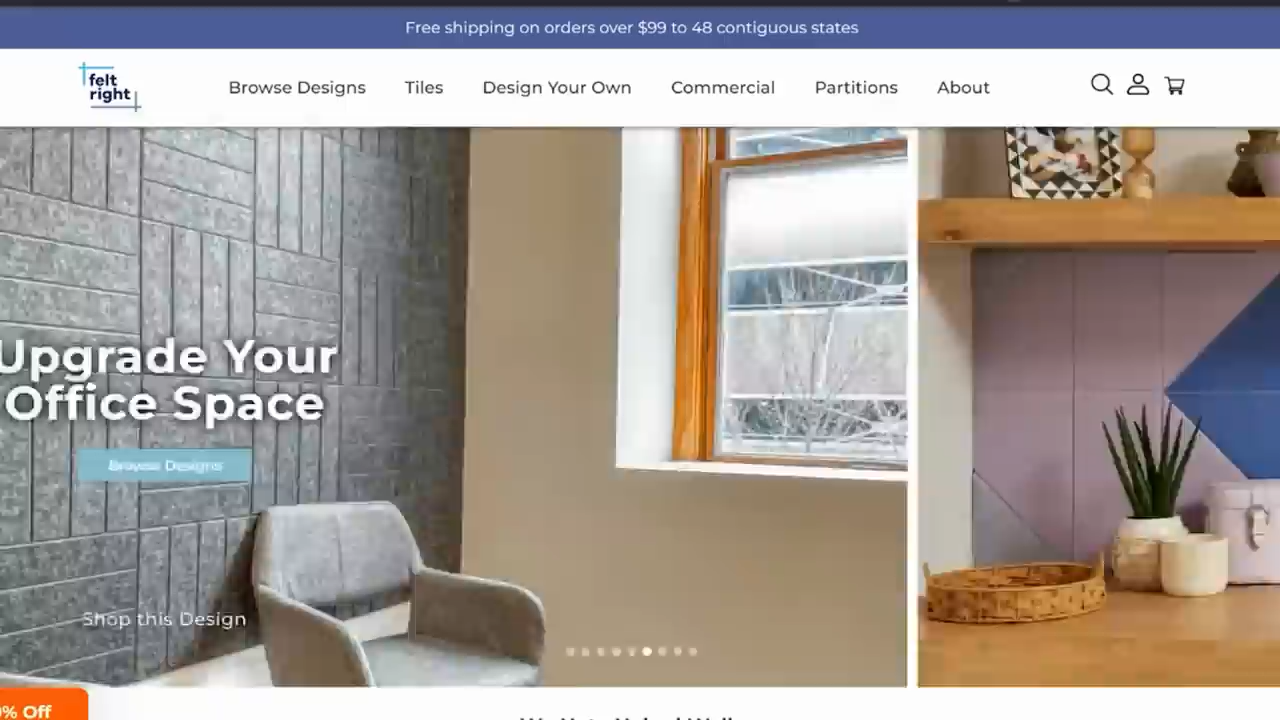 Free shipping on orders over $99 to 48 contiguous states
felt
right
Browse Designs Tiles Design Your Own Commercial Partitions About
Upgrade Your
Office Space
Browse Designs
Shop this Design
% Off